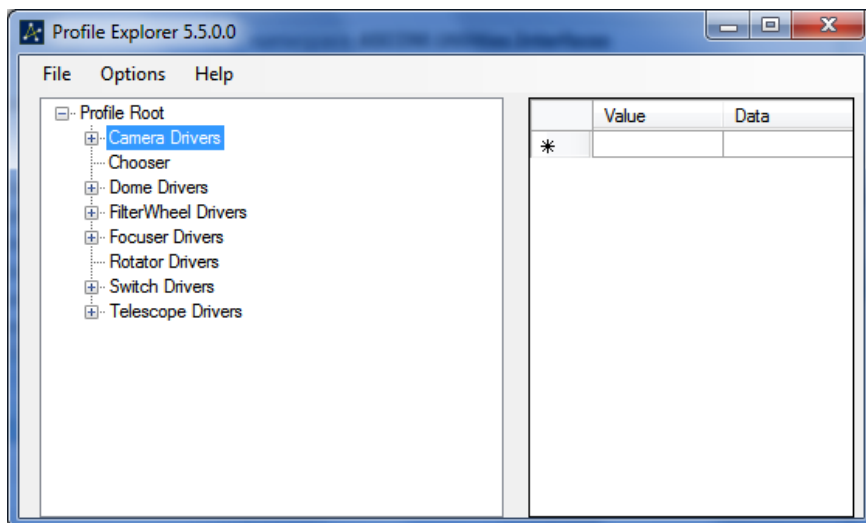 Profile Explorer 5.5.0.0
File Options Help
Profile Root
Camera Drivers
Chooser
Dome Drivers
FilterWheel Drivers
Focuser Drivers
Rotator Drivers
Switch Drivers
Telescope Drivers
Value Data